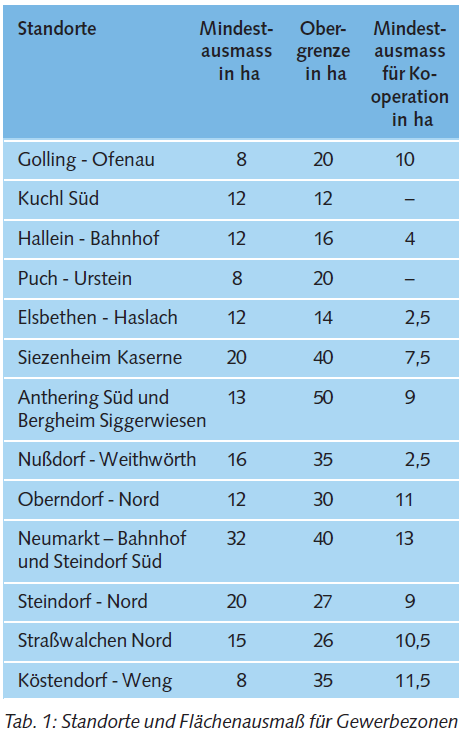 Standorte Mindest- Ober- Mindest-
ausmass grenze ausmass
in ha in ha für Ko-
operation
in ha
Golling - Ofenau 8 20 10
Kuchl Süd 12 12 –
Hallein - Bahnhof 12 16 4
Puch - Urstein 8 20 –
Elsbethen - Haslach 12 14 2,5
Siezenheim Kaserne 20 40 7,5
Anthering Süd und 13 50 9
Bergheim Siggerwiesen
Nußdorf - Weithwörth 16 35 2,5
Oberndorf - Nord 12 30 11
Neumarkt – Bahnhof 32 40 13
und Steindorf Süd
Steindorf - Nord 20 27 9
Straßwalchen Nord 15 26 10,5
Köstendorf - Weng 8 35 11,5
Tab. 1: Standorte und Flächenausmaß für Gewerbezonen